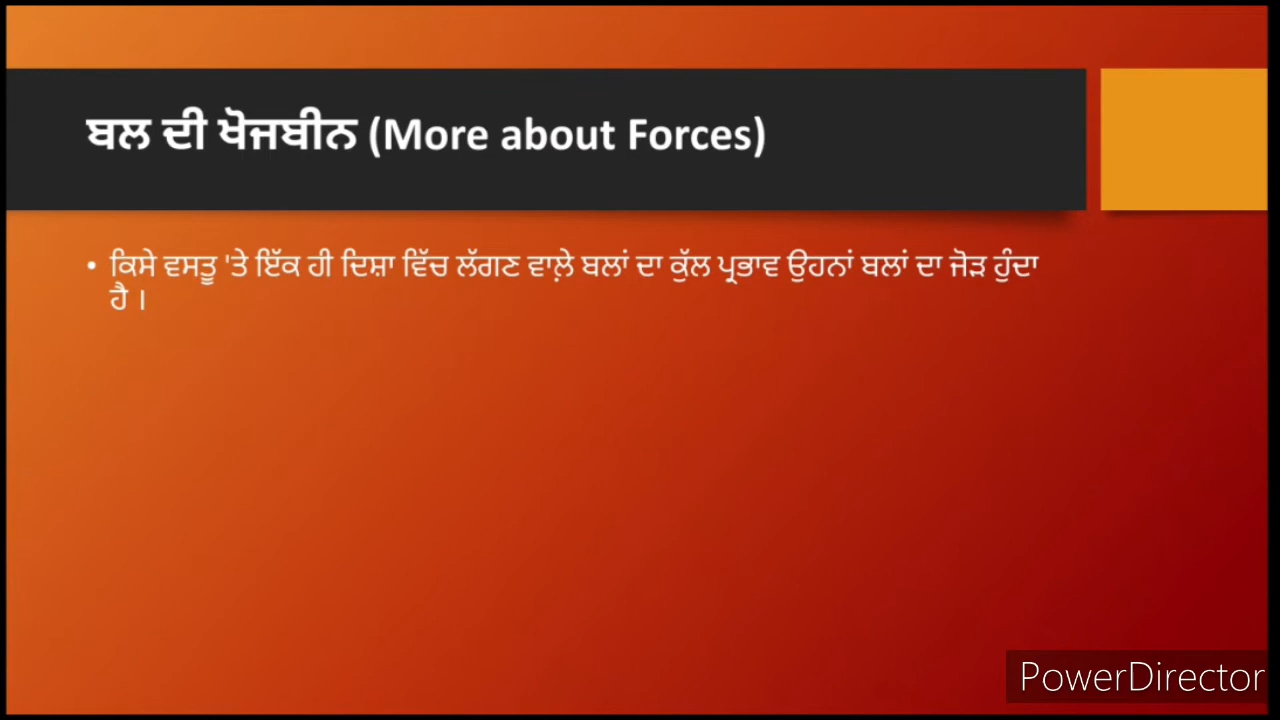 ਬਲ ਦੀ ਖੋਜਬੀਨ (More about Forces)
• ਕਿਸੇ ਵਸਤੂ 'ਤੇ ਇੱਕ ਹੀ ਦਿਸ਼ਾ ਵਿੱਚ ਲੱਗਣ ਵਾਲ਼ੇ ਬਲਾਂ ਦਾ ਕੁੱਲ ਪ੍ਰਭਾਵ ਉਹਨਾਂ ਬਲਾਂ ਦਾ ਜੋੜ ਹੁੰਦਾ
ਹੈ ।
PowerDirector